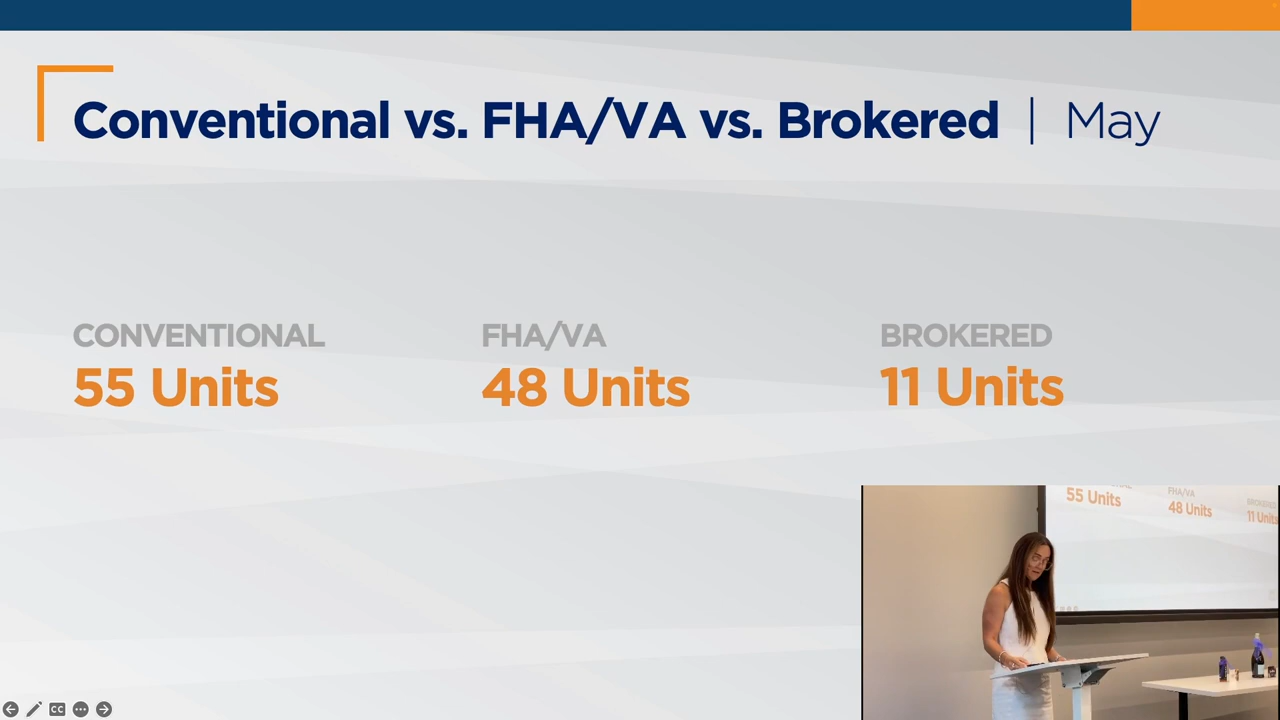 Conventional vs. FHA/VA vs. Brokered | May
CONVENTIONAL
55 Units
FHA/VA
48 Units
BROKERED
11 Units
CC
55 Units
FHA/VA
48 Units
11 Units